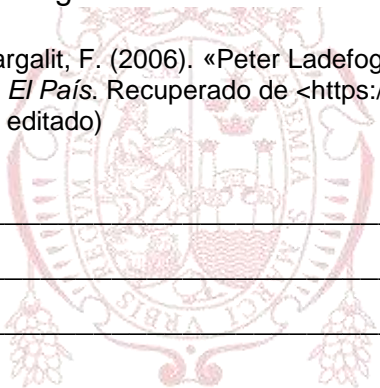 argalit, F. (2006). «Peter Ladefog
El País. Recuperado de <https:/
editado)